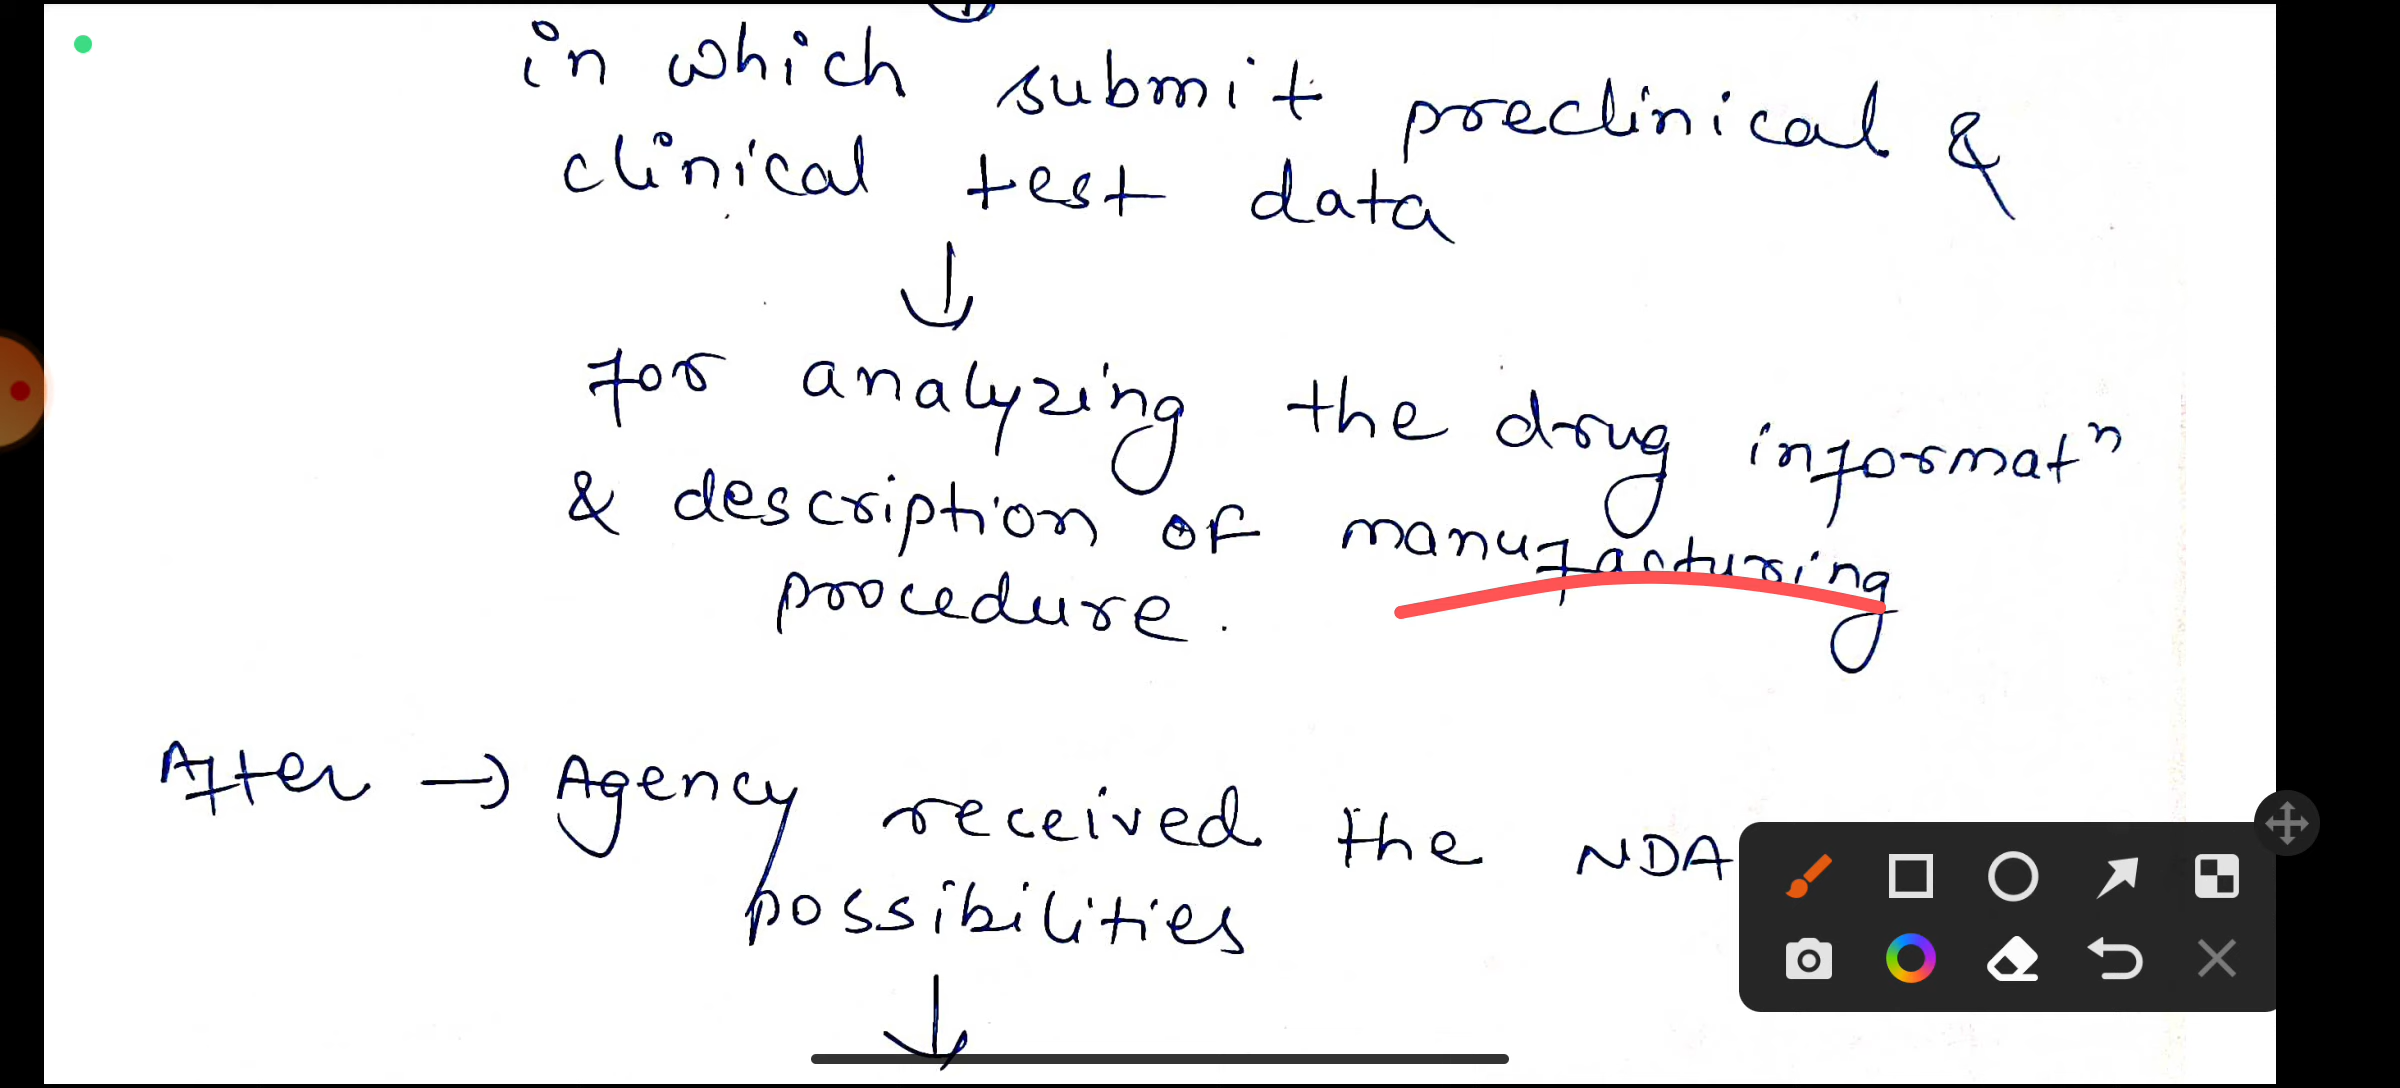 in which submit preclinical &
clinical test data
↓
for analyzing the drug informatⁿ
& description of manufacturing
procedure.
After → Agency received the NDA
possibilities
↓